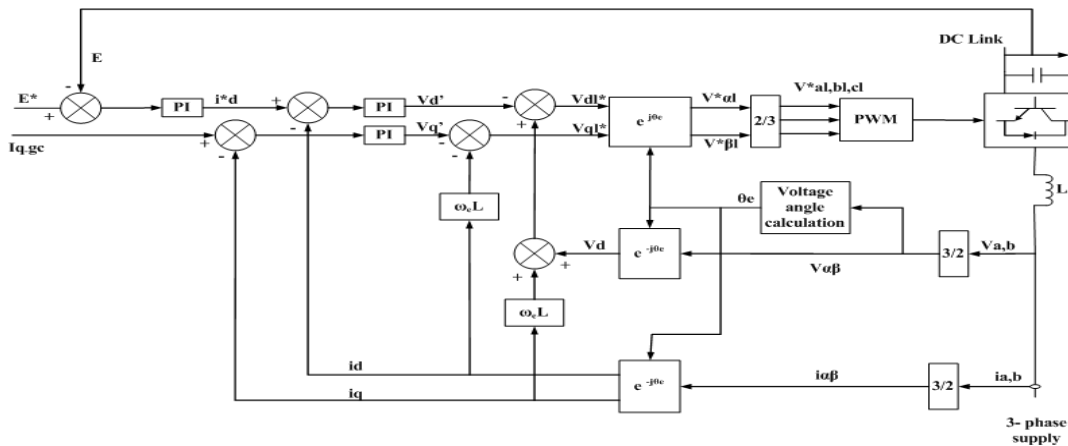 E
DC Link
E*
PI
i*d
PI
Vd'
Vdl*
e jθe
V*αl
2/3
V*al,bl,cl
PWM
Iq.gc
PI
Vq'
Vql*
V*βl
L
ωeL
θe
Voltage
angle
calculation
Vd
e -jθe
Vαβ
3/2
Va,b
ωeL
id
iq
e -jθe
iαβ
3/2
ia,b
3- phase
supply